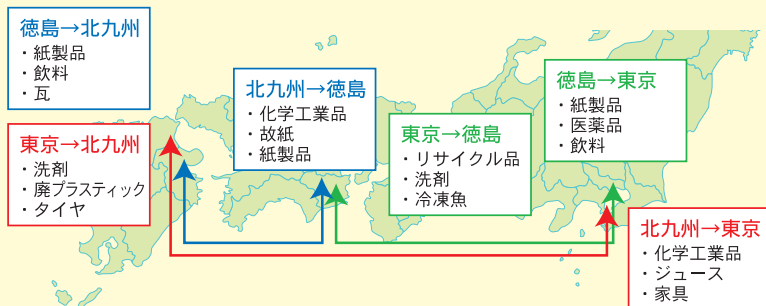 徳島→北九州
・紙製品
・飲料
・瓦
東京→北九州
・洗剤
・廃プラスティック
・タイヤ
北九州→徳島
・化学工業品
・故紙
・紙製品
東京→徳島
・リサイクル品
・洗剤
・冷凍魚
徳島→東京
・紙製品
・医薬品
・飲料
北九州→東京
・化学工業品
・ジュース
・家具